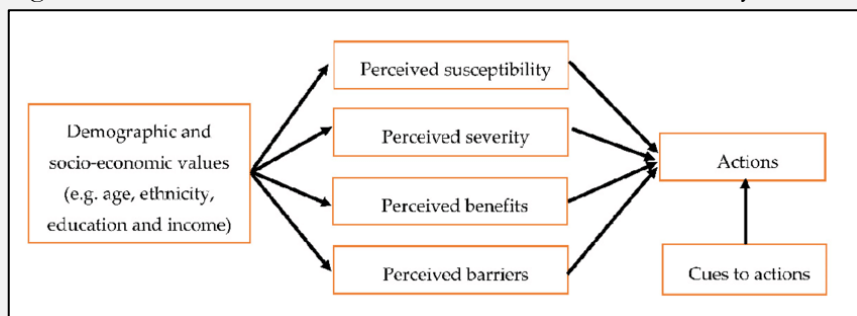 Perceived susceptibility
Demographic and
socio-economic values
(e.g. age, ethnicity,
education and income)
Perceived severity
Perceived benefits
Perceived barriers
Actions
Cues to actions